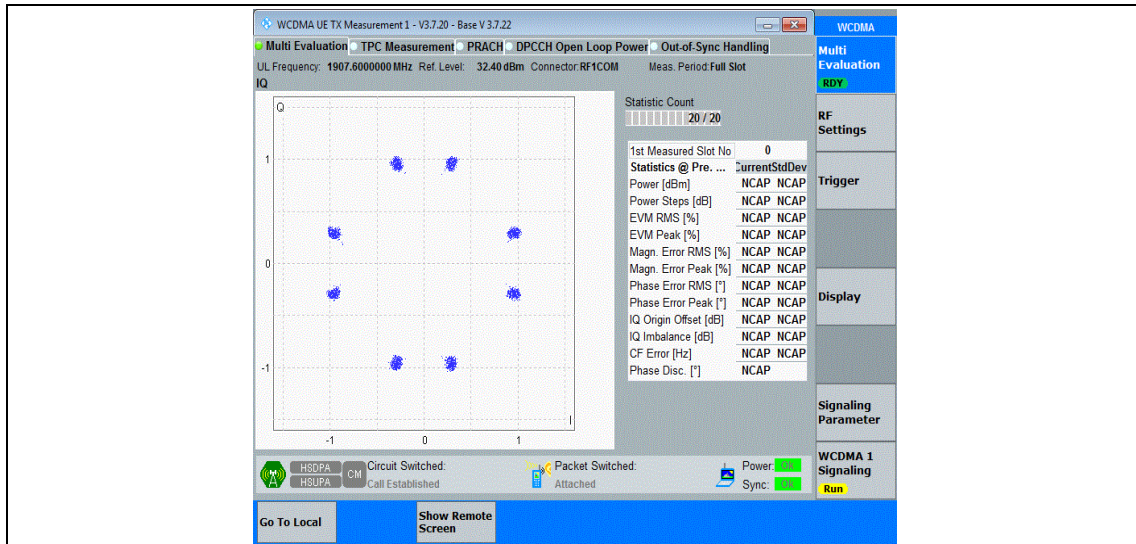 WCDMA UE TX Measurement 1 - V3.7.20 - Base V 3.7.22
WCDMA
Multi Evaluation TPC Measurement PRACH DPCCH Open Loop Power Out-of-Sync Handling
UL Frequency: 1907.6000000 MHz Ref. Level: 32.40 dBm Connector: RF1COM Meas. Period: Full Slot
IQ
Q
1
0
-1
-1 0 1
I
Statistic Count
20 / 20
1st Measured Slot No 0
Statistics @ Pre. ... CurrentStdDev
Power [dBm] NCAP NCAP
Power Steps [dB] NCAP NCAP
EVM RMS [%] NCAP NCAP
EVM Peak [%] NCAP NCAP
Magn. Error RMS [%] NCAP NCAP
Magn. Error Peak [%] NCAP NCAP
Phase Error RMS [°] NCAP NCAP
Phase Error Peak [°] NCAP NCAP
IQ Origin Offset [dB] NCAP NCAP
IQ Imbalance [dB] NCAP NCAP
CF Error [Hz] NCAP NCAP
Phase Disc. [°] NCAP
Multi
Evaluation
RDY
RF
Settings
Trigger
Display
Signaling
Parameter
WCDMA 1
Signaling
Run
HSDPA
HSUPA
CM
Circuit Switched:
Call Established
Packet Switched:
Attached
Power: OK
Sync: OK
Go To Local
Show Remote
Screen